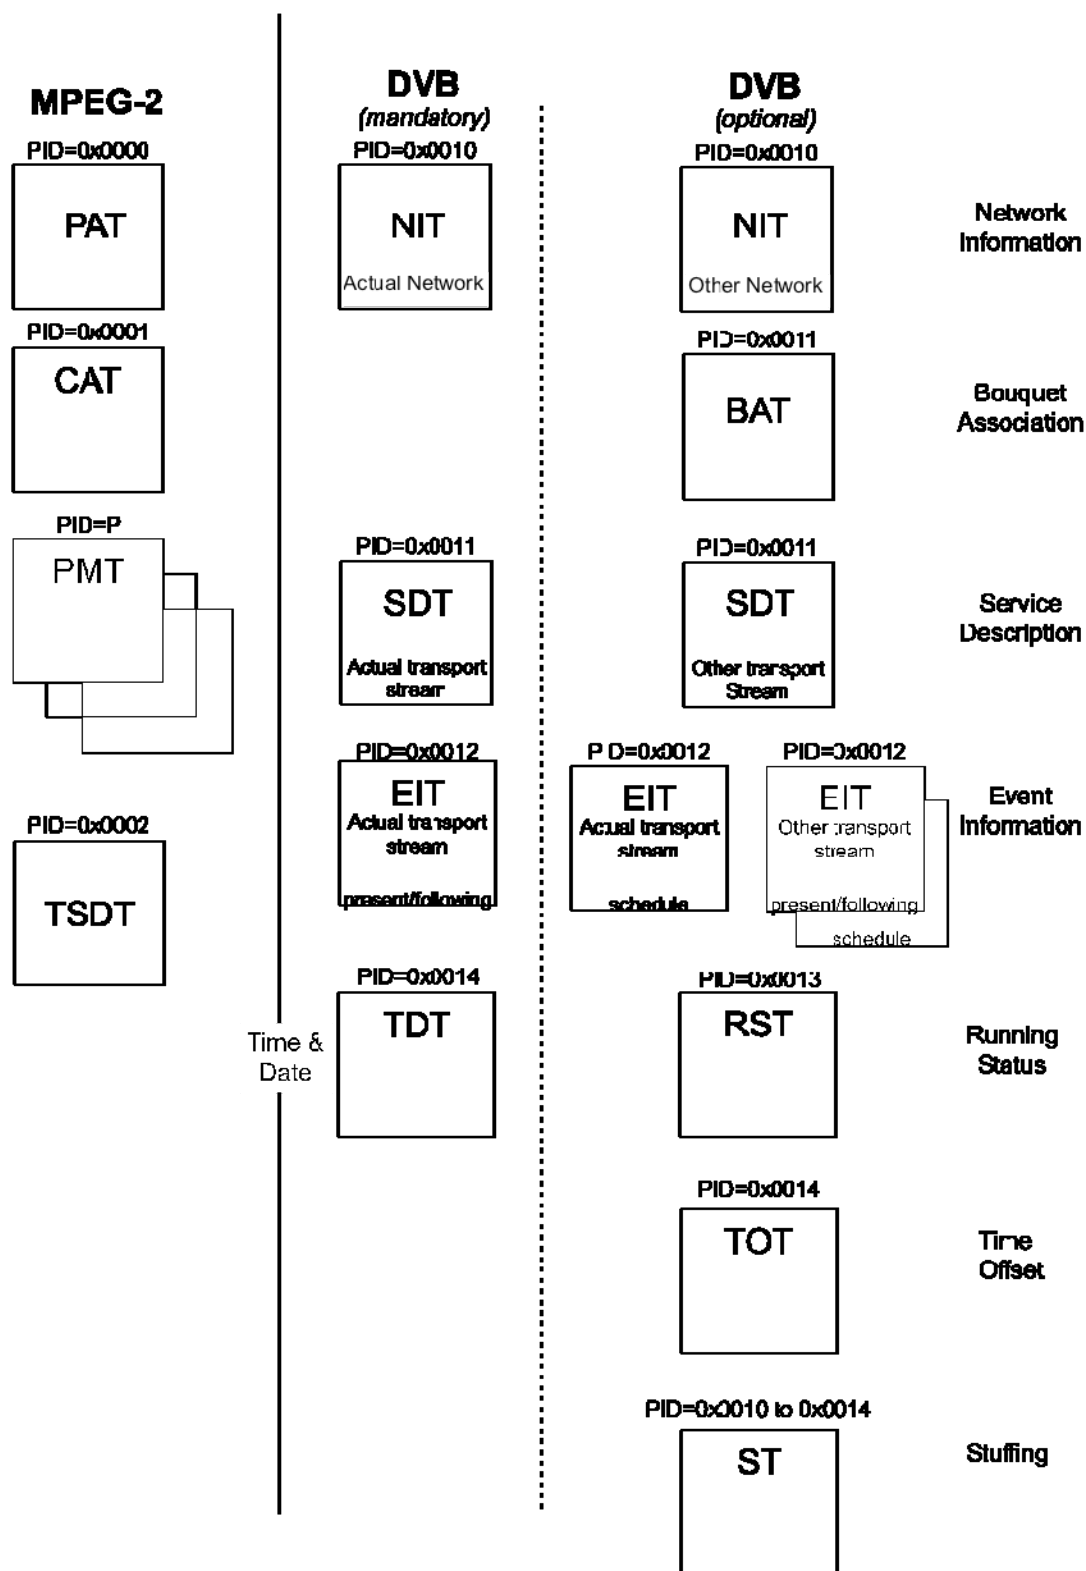 MPEG-2
DVB
(mandatory)
DVB
(optional)
PID=0x0000
PAT
PID=0x0010
NIT
Actual Network
PID=0x0010
NIT
Other Network
Network
Information
PID=0x0001
CAT
PID=0x0011
BAT
Bouquet
Association
PID=P
PMT
PID=0x0011
SDT
Actual transport
stream
PID=0x0011
SDT
Other transport
Stream
Service
Description
PID=0x0002
TSDT
PID=0x0012
EIT
Actual transport
stream
present/following
PID=0x0012
EIT
Actual transport
stream
schedule
PID=0x0012
EIT
Other transport
stream
present/following
schedule
Event
Information
Time &
Date
PID=0x0014
TDT
PID=0x0013
RST
Running
Status
PID=0x0014
TOT
Time
Offset
PID=0x0010 to 0x0014
ST
Stuffing